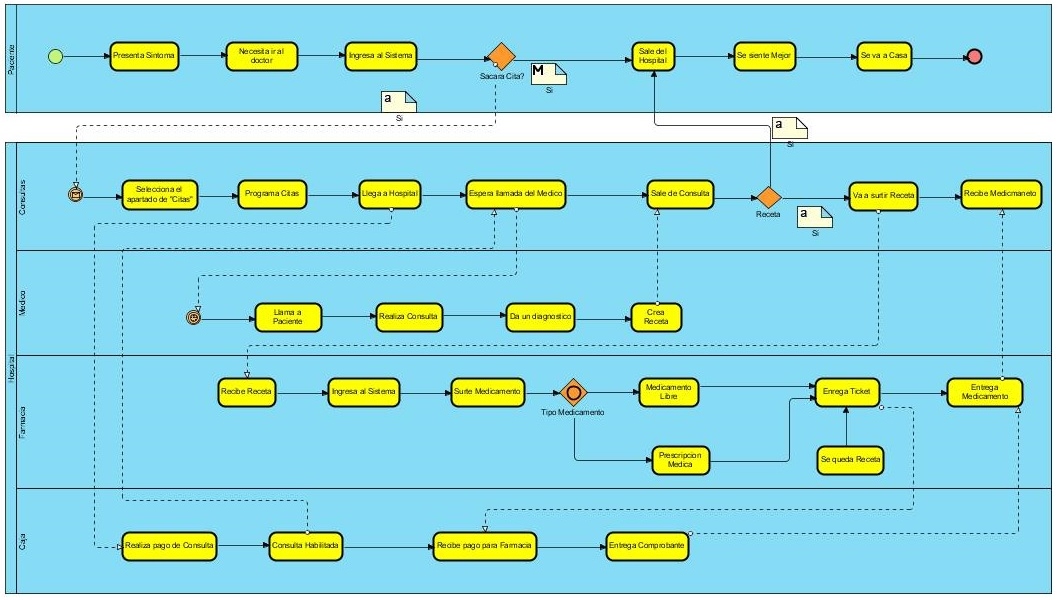 Paciente
Presenta Sintoma
Necesita ir al
doctor
Ingresa al Sistema
Sacara Cita?
M
Si
Sale del
Hospital
Se siente Mejor
Se va a Casa
a
Si
a
Si
Hospital
Consultas
Selecciona el
apartado de "Citas"
Programa Citas
Llega a Hospital
Espera llamada del Medico
Sale de Consulta
Receta
a
Si
Va a surtir Receta
Recibe Medicmaneto
Medico
Llama a
Paciente
Realiza Consulta
Da un diagnostico
Crea
Receta
Farmacia
Recibe Receta
Ingresa al Sistema
Surte Medicamento
Tipo Medicamento
Medicamento
Libre
Enrega Ticket
Entrega
Medicamento
Prescripcion
Medica
Se queda Receta
Caja
Realiza pago de Consulta
Consulta Habilitada
Recibe pago para Farmacia
Entrega Comprobante